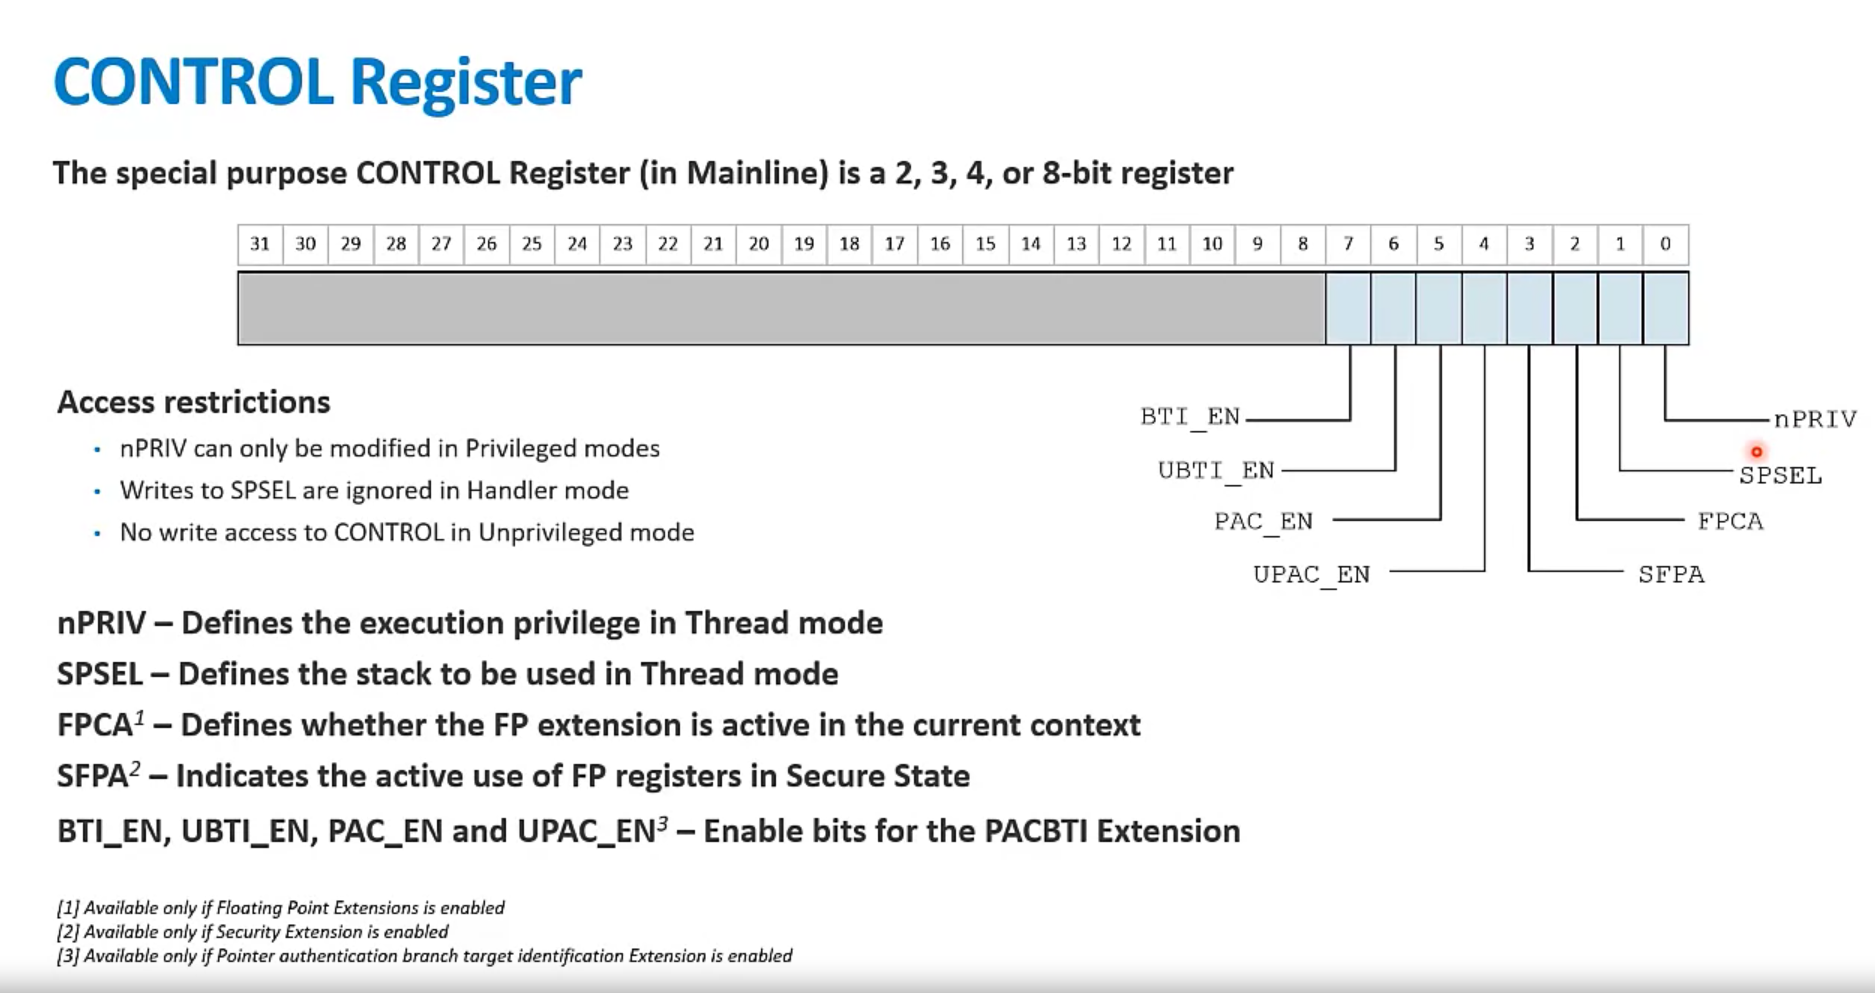 CONTROL Register
The special purpose CONTROL Register (in Mainline) is a 2, 3, 4, or 8-bit register
31 30 29 28 27 26 25 24 23 22 21 20 19 18 17 16 15 14 13 12 11 10 9 8 7 6 5 4 3 2 1 0
Access restrictions
• nPRIV can only be modified in Privileged modes
• Writes to SPSEL are ignored in Handler mode
• No write access to CONTROL in Unprivileged mode
BTI_EN
nPRIV
UBTI_EN
SPSEL
PAC_EN
FPCA
UPAC_EN
SFPA
nPRIV – Defines the execution privilege in Thread mode
SPSEL – Defines the stack to be used in Thread mode
FPCA1 – Defines whether the FP extension is active in the current context
SFPA2 – Indicates the active use of FP registers in Secure State
BTI_EN, UBTI_EN, PAC_EN and UPAC_EN3 – Enable bits for the PACBTI Extension
[1] Available only if Floating Point Extensions is enabled
[2] Available only if Security Extension is enabled
[3] Available only if Pointer authentication branch target identification Extension is enabled